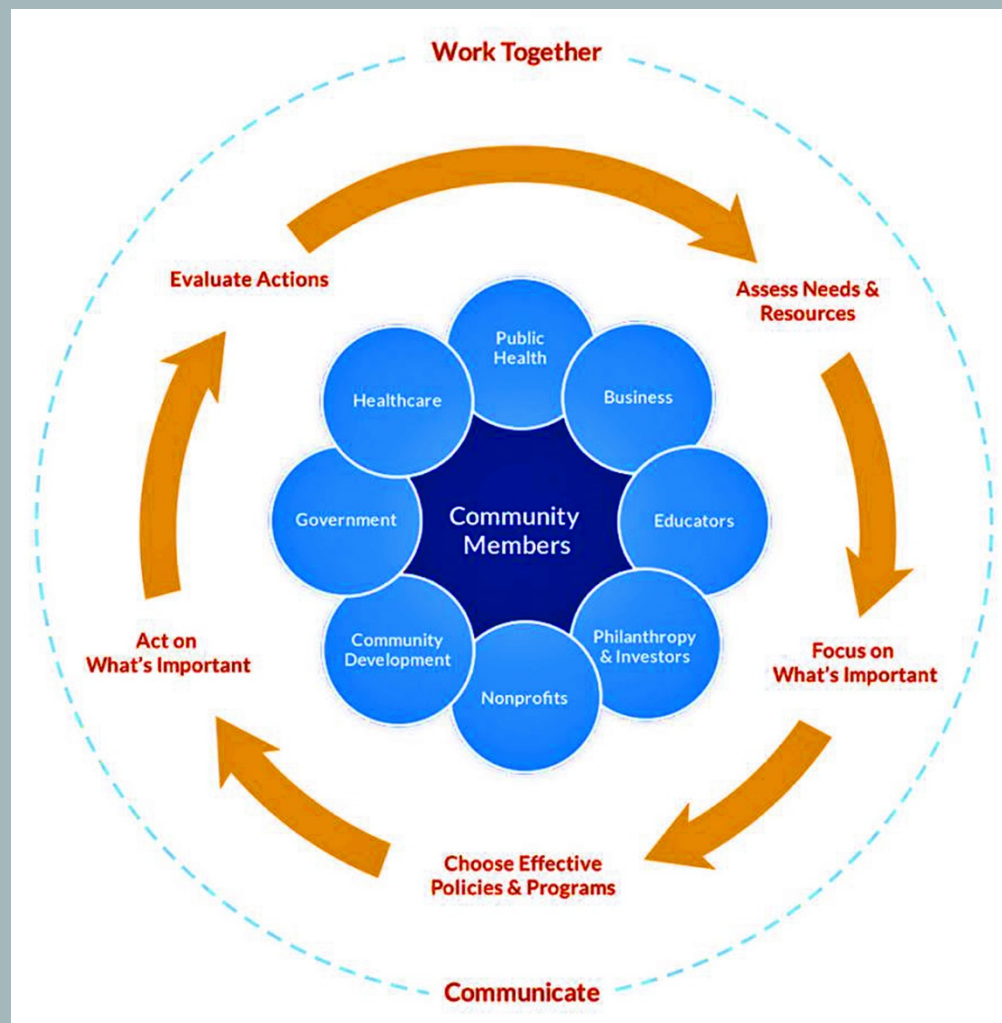 Work Together
Evaluate Actions
Assess Needs &
Resources
Public
Health
Healthcare
Business
Government
Community
Members
Educators
Community
Development
Philanthropy
& Investors
Nonprofits
Act on
What's Important
Focus on
What's Important
Choose Effective
Policies & Programs
Communicate